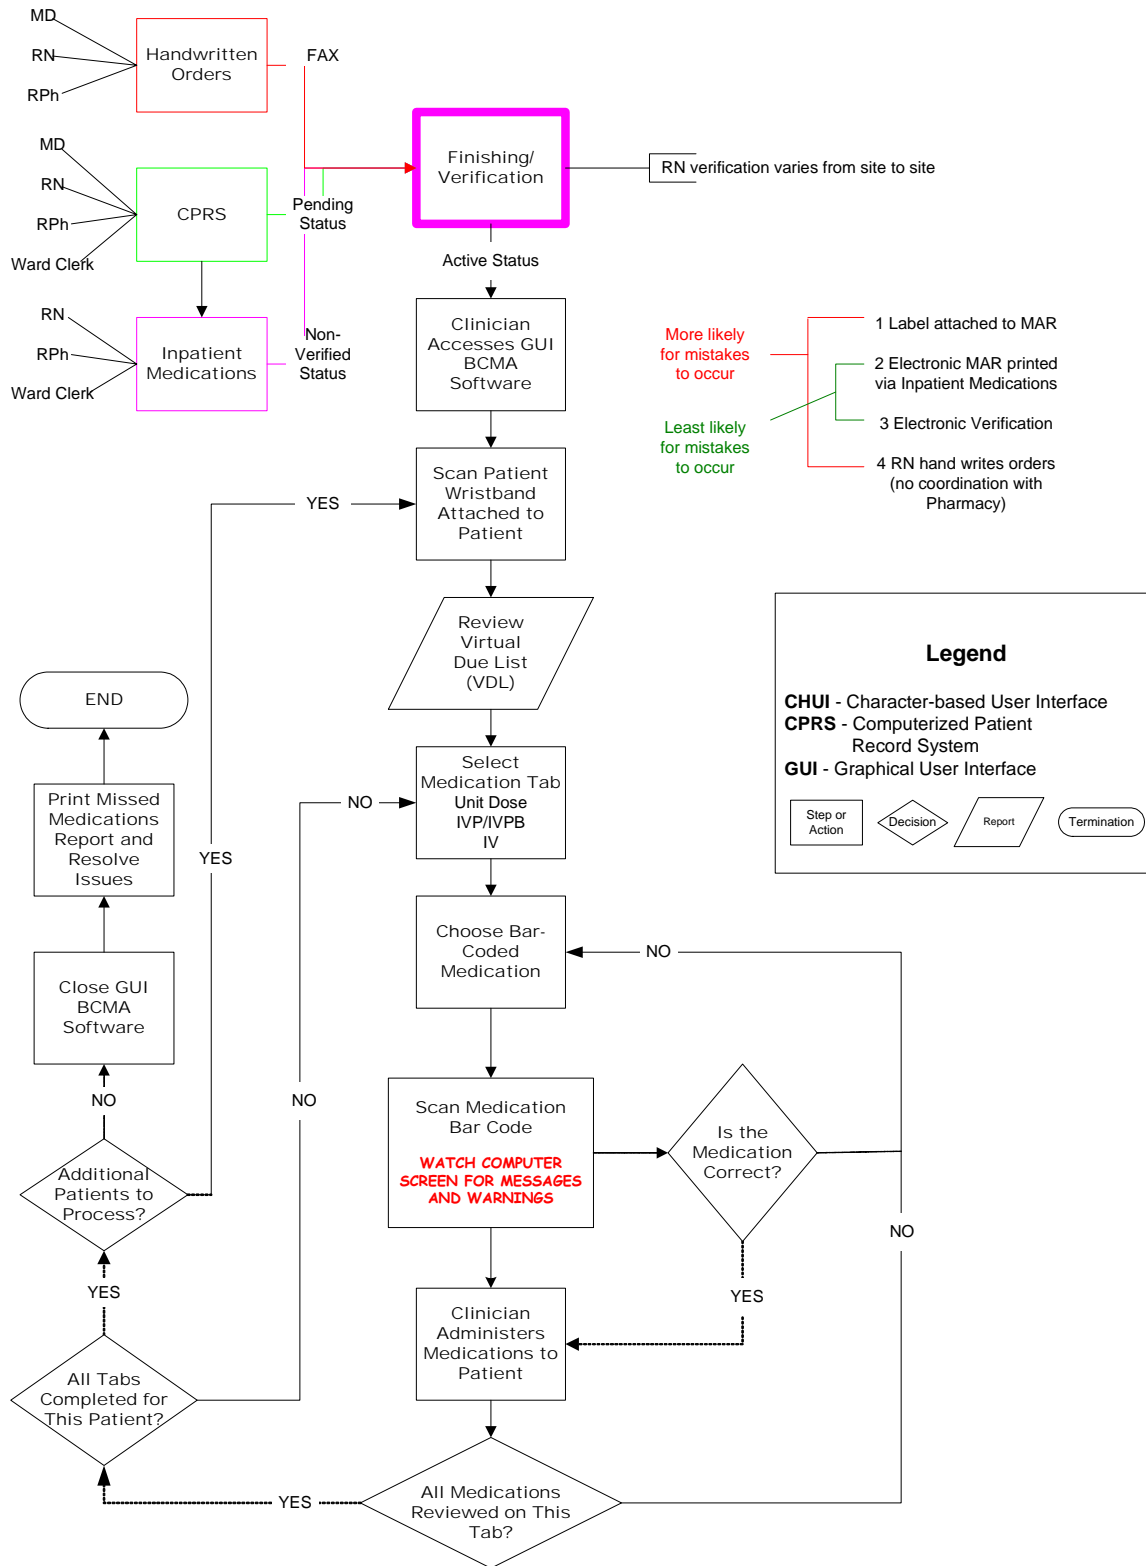 MD
RN
RPh
Handwritten
Orders
FAX
MD
RN
RPh
Ward Clerk
CPRS
Pending
Status
Finishing/
Verification
RN verification varies from site to site
RN
RPh
Ward Clerk
Inpatient
Medications
Non-
Verified
Status
Active Status
Clinician
Accesses GUI
BCMA
Software
More likely
for mistakes
to occur
Least likely
for mistakes
to occur
1 Label attached to MAR
2 Electronic MAR printed
via Inpatient Medications
3 Electronic Verification
4 RN hand writes orders
(no coordination with
Pharmacy)
YES
Scan Patient
Wristband
Attached to
Patient
Review
Virtual
Due List
(VDL)
Legend
CHUI - Character-based User Interface
CPRS - Computerized Patient
Record System
GUI - Graphical User Interface
Step or
Action
Decision
Report
Termination
END
Print Missed
Medications
Report and
Resolve
Issues
YES
NO
Select
Medication Tab
Unit Dose
IVP/IVPB
IV
Choose Bar-
Coded
Medication
NO
Close GUI
BCMA
Software
NO
NO
Scan Medication
Bar Code
WATCH COMPUTER
SCREEN FOR MESSAGES
AND WARNINGS
Is the
Medication
Correct?
Additional
Patients to
Process?
NO
YES
YES
Clinician
Administers
Medications to
Patient
All Tabs
Completed for
This Patient?
YES
All Medications
Reviewed on This
Tab?